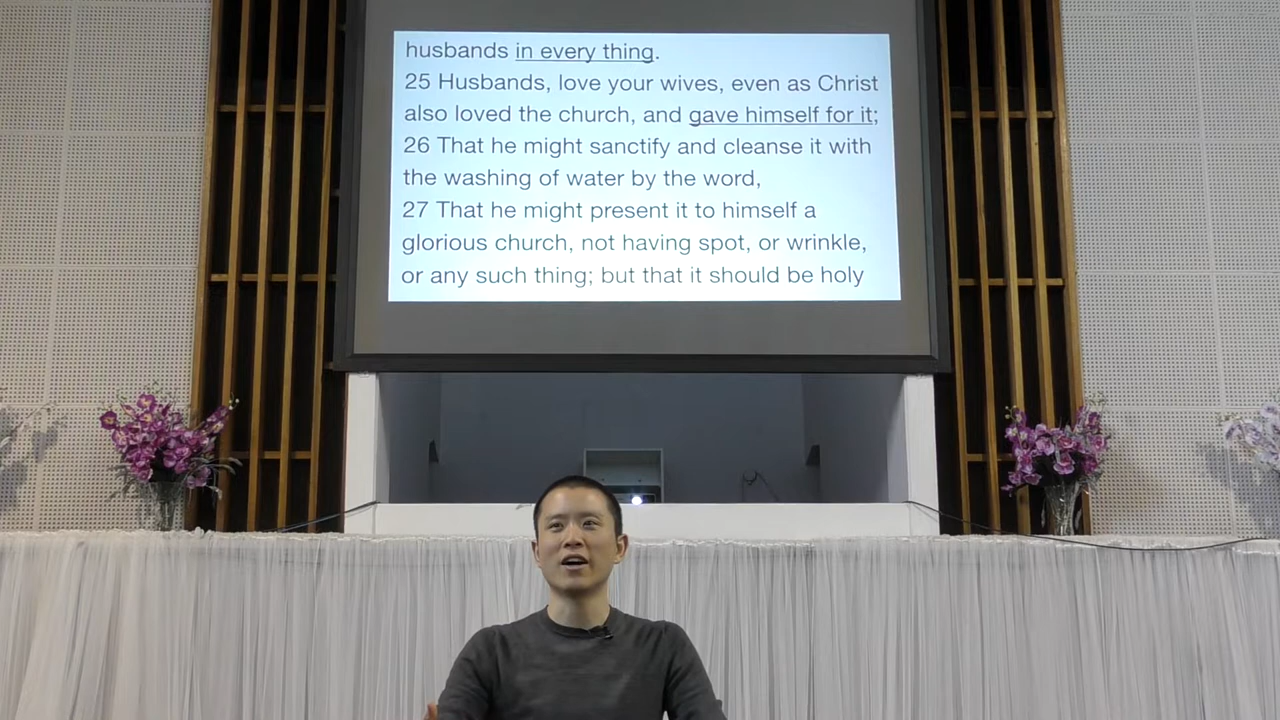 husbands in every thing.
25 Husbands, love your wives, even as Christ
also loved the church, and gave himself for it;
26 That he might sanctify and cleanse it with
the washing of water by the word,
27 That he might present it to himself a
glorious church, not having spot, or wrinkle,
or any such thing; but that it should be holy